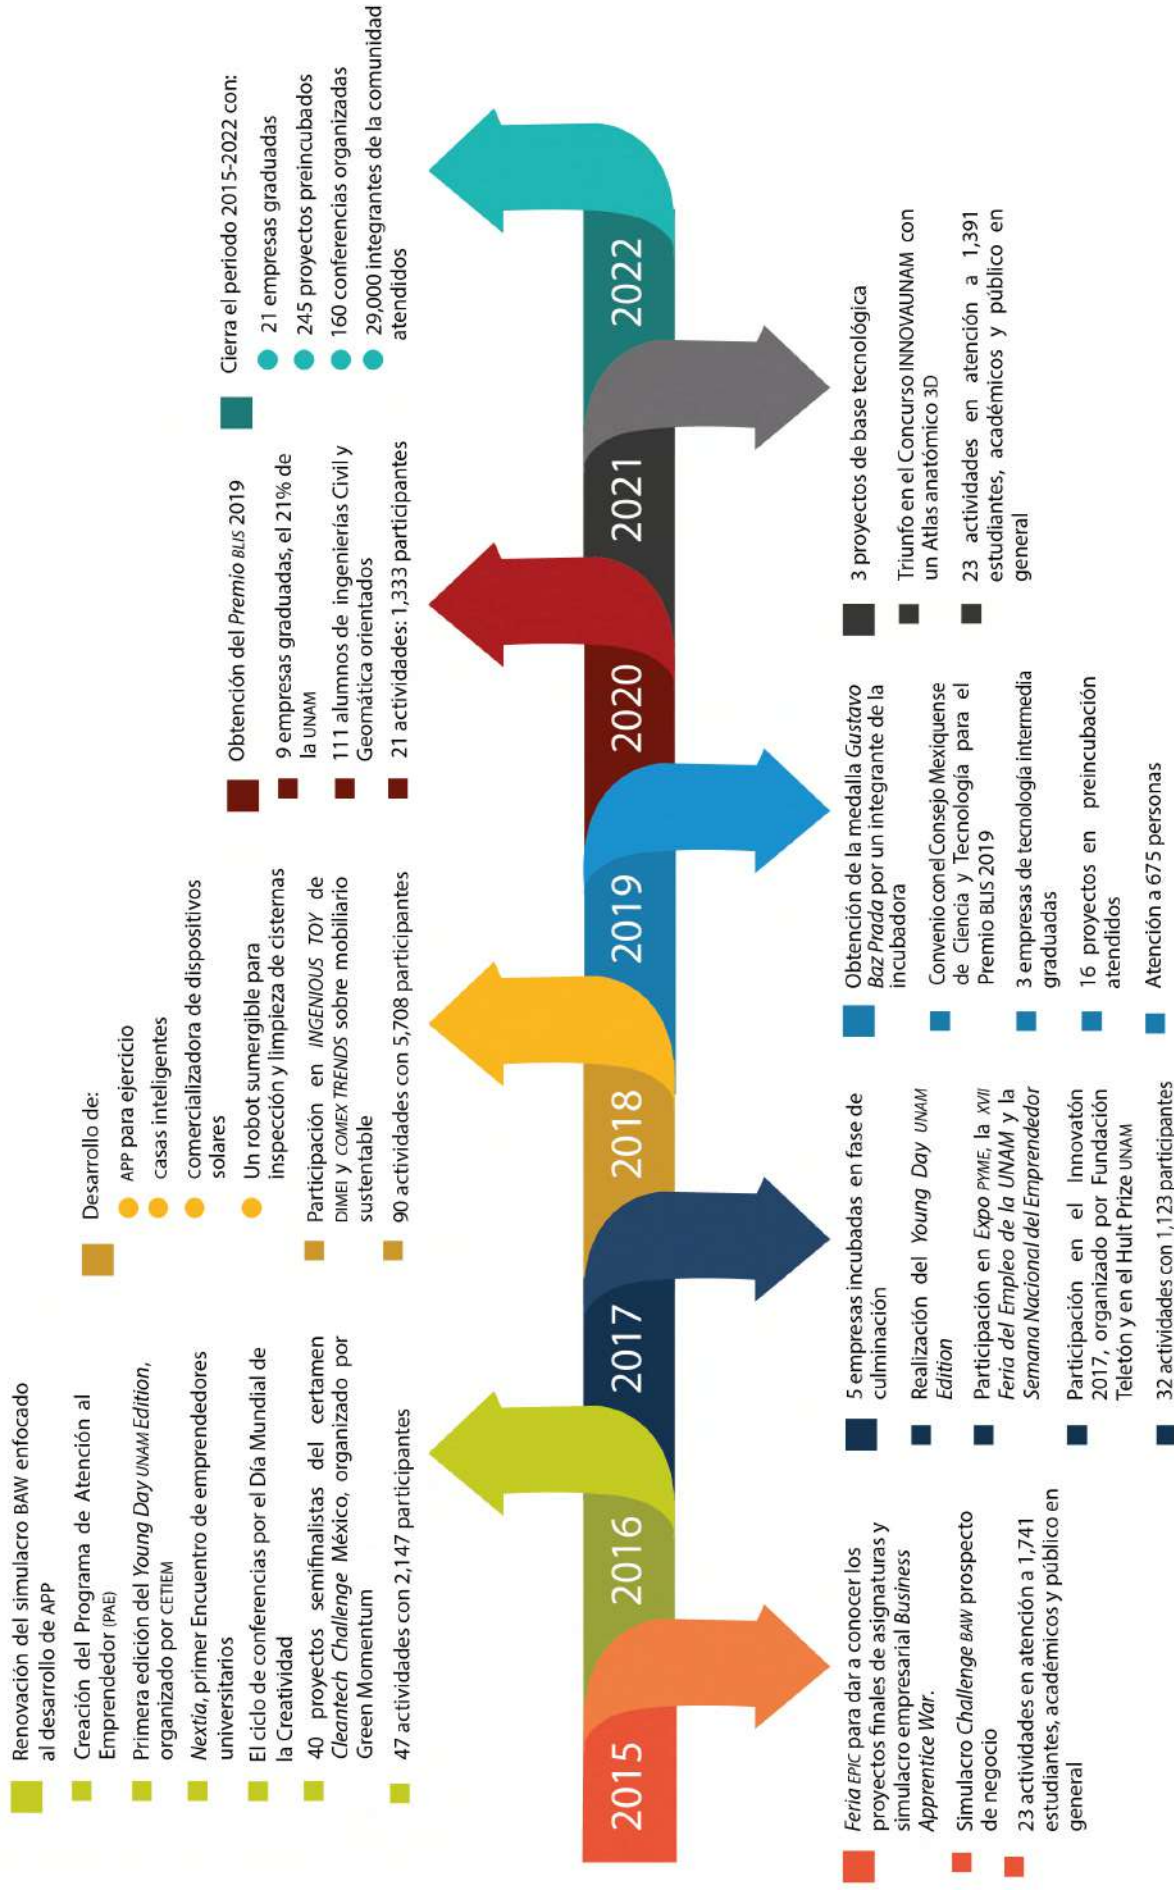 Renovación del simulacro BAW enfocado
al desarrollo de APP
Creación del Programa de Atención al
Emprendedor (PAE)
Primera edición del Young Day UNAM Edition,
organizado por CETIEM
Nextia, primer Encuentro de emprendedores
universitarios
El ciclo de conferencias por el Día Mundial de
la Creatividad
40 proyectos semifinalistas del certamen
Cleantech Challenge México, organizado por
Green Momentum
47 actividades con 2,147 participantes
Desarrollo de:
APP para ejercicio
Casas inteligentes
comercializadora de dispositivos
solares
Un robot sumergible para
inspección y limpieza de cisternas
Participación en INGENIOUS TOY de
DIMEI y COMEX TRENDS sobre mobiliario
sustentable
90 actividades con 5,708 participantes
Obtención del Premio BLIS 2019
9 empresas graduadas, el 21% de
la UNAM
111 alumnos de ingenierías Civil y
Geomática orientados
21 actividades: 1,333 participantes
Cierra el periodo 2015-2022 con:
21 empresas graduadas
245 proyectos preincubados
160 conferencias organizadas
29,000 integrantes de la comunidad
atendidos
2015
2016
2017
2018
2019
2020
2021
2022
Feria EPIC para dar a conocer los
proyectos finales de asignaturas y
simulacro empresarial Business
Apprentice War.
Simulacro Challenge BAW prospecto
de negocio
23 actividades en atención a 1,741
estudiantes, académicos y público en
general
5 empresas incubadas en fase de
culminación
Realización del Young Day UNAM
Edition
Participación en Expo PYME, la XVII
Feria del Empleo de la UNAM y la
Semana Nacional del Emprendedor
Participación en el Innovatón
2017, organizado por Fundación
Teletón y en el Hult Prize UNAM
32 actividades con 1,123 participantes
Obtención de la medalla Gustavo
Baz Prada por un integrante de la
incubadora
Convenio con el Consejo Mexiquense
de Ciencia y Tecnología para el
Premio BLIS 2019
3 empresas de tecnología intermedia
graduadas
16 proyectos en preincubación
atendidos
Atención a 675 personas
3 proyectos de base tecnológica
Triunfo en el Concurso INNOVAUNAM con
un Atlas anatómico 3D
23 actividades en atención a 1,391
estudiantes, académicos y público en
general